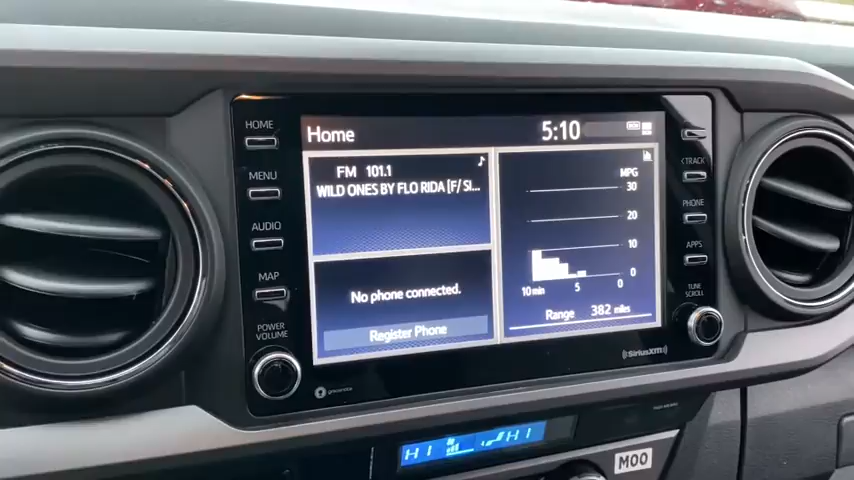 HOME
MENU
AUDIO
MAP
POWER
VOLUME
Home
5:10
FM 101.1
WILD ONES BY FLO RIDA [F/ SI...
No phone connected.
Register Phone
MPG
30
20
10
0
10 min 5 0
Range 382 miles
TRACK
PHONE
APPS
TUNE
SCROLL
((SiriusXM))
gracenote
HI HI
MOO